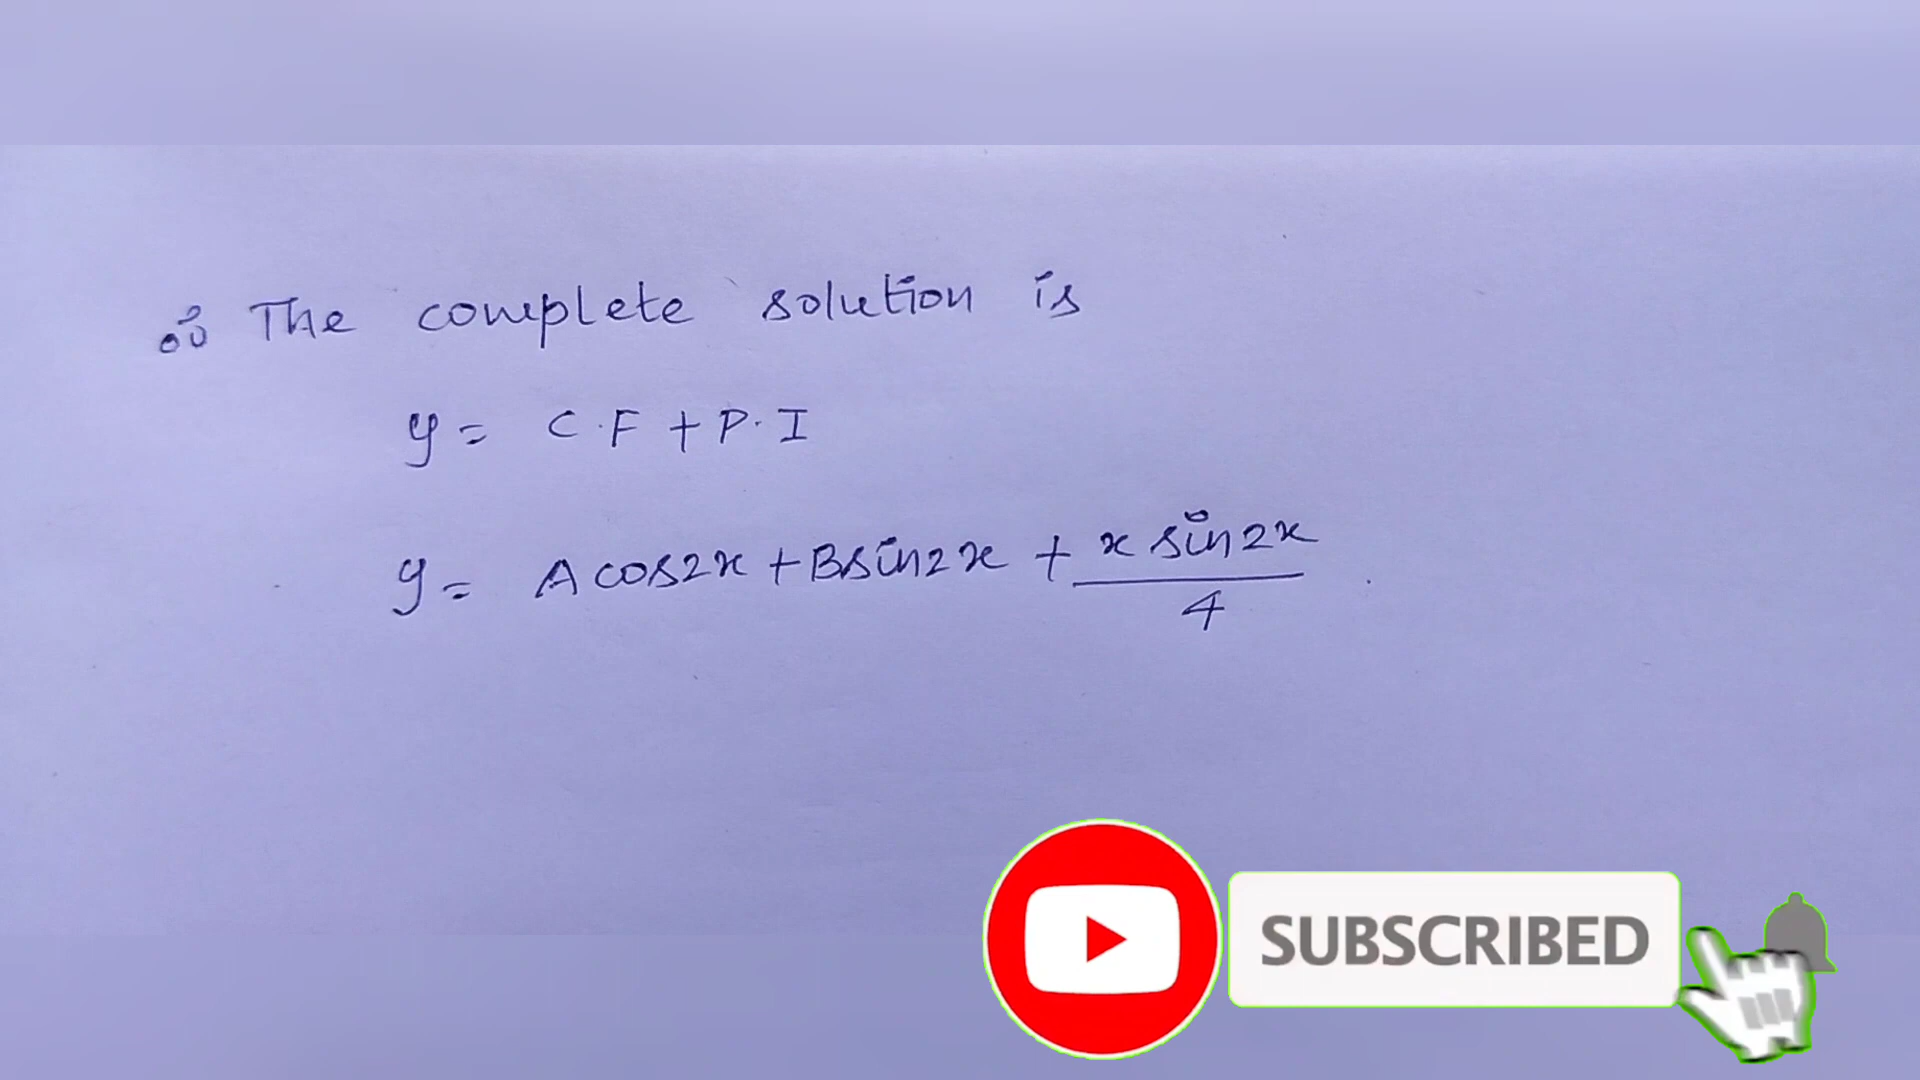 ∴ The complete solution is
y = C.F + P.I
y = A cos2x + B sin2x + x sin2x / 4
SUBSCRIBED